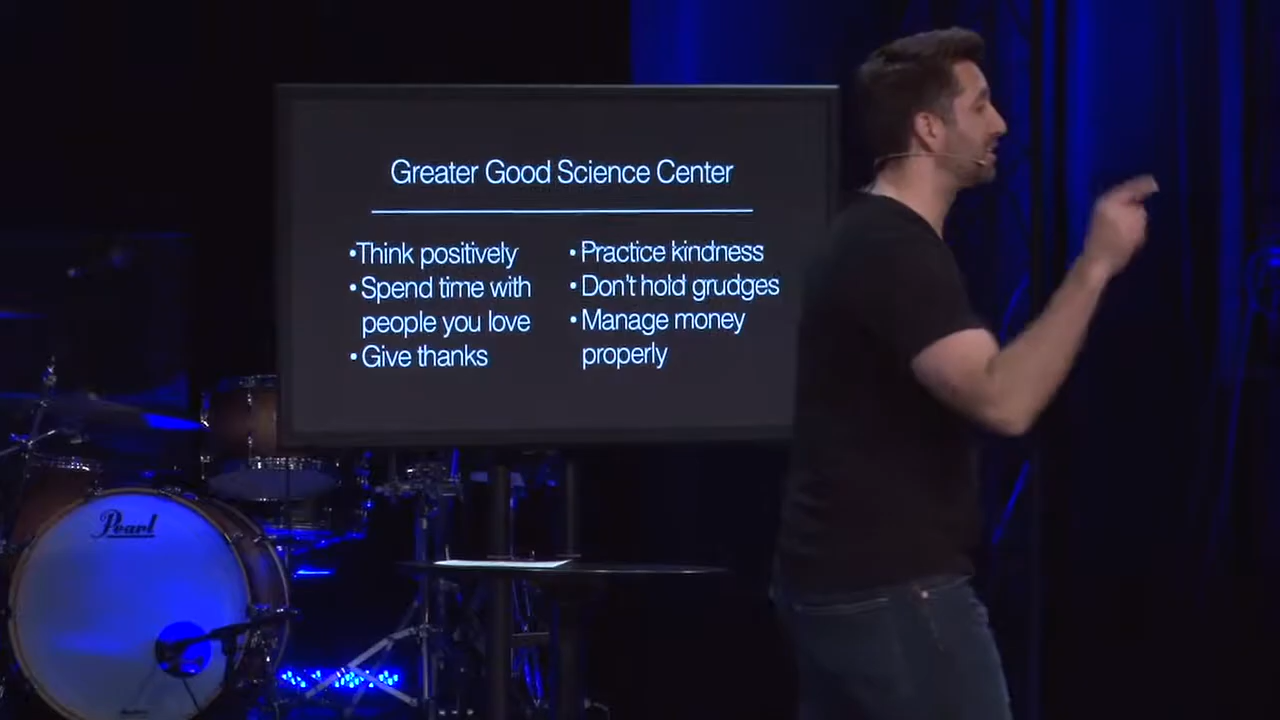 Greater Good Science Center
•Think positively
• Spend time with
people you love
• Give thanks
• Practice kindness
• Don't hold grudges
• Manage money
properly
Pearl